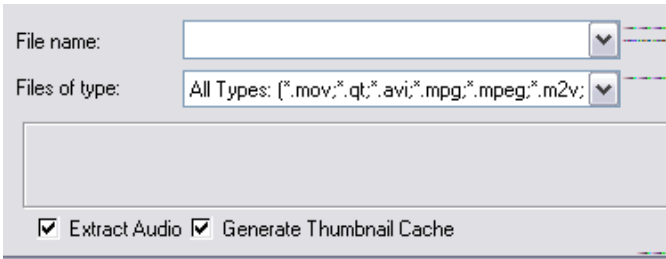 File name:
Files of type: All Types: (*.mov;*.qt;*.avi;*.mpg;*.mpeg;*.m2v;
Extract Audio Generate Thumbnail Cache